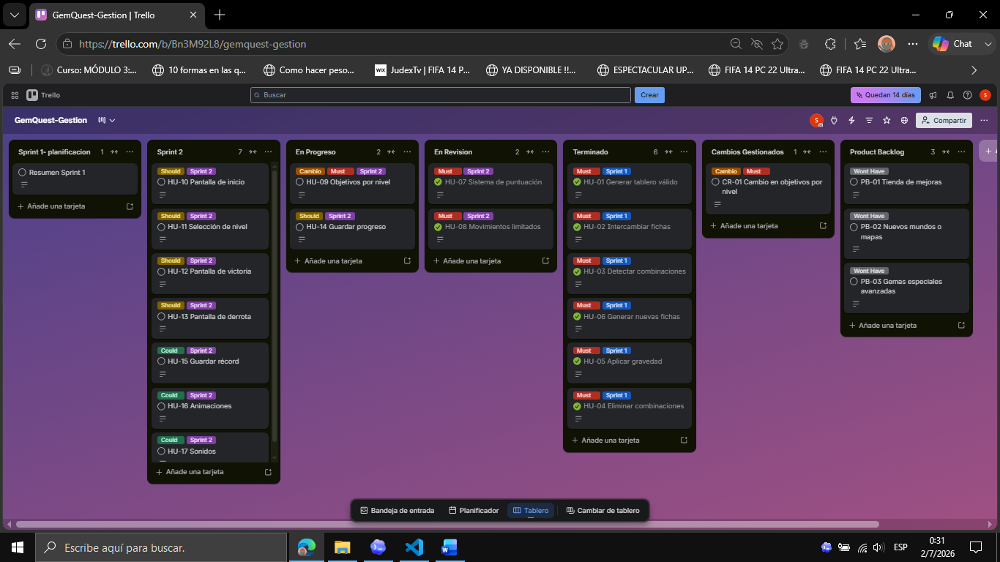 GemQuest-Gestion | Trello
https://trello.com/b/Bn3M92L8/gemquest-gestion
Chat
Curso: MÓDULO 3:...
10 formas en las q...
Como hacer peso...
WIX
JudexTv | FIFA 14 P...
YA DISPONIBLE !!...
ESPECTACULAR UP...
FIFA 14 PC 22 Ultra...
FIFA 14 PC 22 Ultra...
Trello
Buscar
Crear
Quedan 14 días
S
GemQuest-Gestion
S
Compartir
Sprint 1- planificacion 1
Resumen Sprint 1
Añade una tarjeta
Sprint 2 7
Should Sprint 2
HU-10 Pantalla de inicio
Should Sprint 2
HU-11 Selección de nivel
Should Sprint 2
HU-12 Pantalla de victoria
Should Sprint 2
HU-13 Pantalla de derrota
Could Sprint 2
HU-15 Guardar récord
Could Sprint 2
HU-16 Animaciones
Could Sprint 2
HU-17 Sonidos
Añade una tarjeta
En Progreso 2
Cambio Must Sprint 2
HU-09 Objetivos por nivel
Should Sprint 2
HU-14 Guardar progreso
Añade una tarjeta
En Revision 2
Must Sprint 2
HU-07 Sistema de puntuación
Must Sprint 2
HU-08 Movimientos limitados
Añade una tarjeta
Terminado 6
Must Sprint 1
HU-01 Generar tablero válido
Must Sprint 1
HU-02 Intercambiar fichas
Must Sprint 1
HU-03 Detectar combinaciones
Must Sprint 1
HU-06 Generar nuevas fichas
Must Sprint 1
HU-05 Aplicar gravedad
Must Sprint 1
HU-04 Eliminar combinaciones
Añade una tarjeta
Cambios Gestionados 1
Cambio Must
CR-01 Cambio en objetivos por
nivel
Añade una tarjeta
Product Backlog 3
Wont Have
PB-01 Tienda de mejoras
Wont Have
PB-02 Nuevos mundos o
mapas
Wont Have
PB-03 Gemas especiales
avanzadas
Añade una tarjeta
Bandeja de entrada
Planificador
Tablero
Cambiar de tablero
Escribe aquí para buscar.
ESP
0:31
2/7/2026